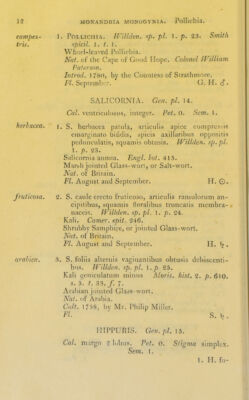 12 MONANDRIA MONOGYNIA. Pollichia.
campes- 1. POLLICHIA. Willden. sp. pl. 1. p. 23. Smith
tris. spicil. 1. t. 1.
Whorl-leaved Pollichia.
Nat. of the Cape of Good Hope. Colonel William
Paterson.
Introd. 1780, by the Countess of Strathmore.
Fl. September. G. H. ♂.
SALICORNIA. Gen. pl. 14.
Cal. ventriculosus, integer. Pet. 0. Sem. 1.
herbacea. 1. S. herbacea patula, articulis apice compressis
emarginato bifidis, spicis axillaribus oppositis
pedunculatis, squamis obtusis. Willden. sp. pl.
1. p. 23.
Salicornia annua. Engl. bot. 415.
Marsh jointed Glass-wort, or Salt-wort.
Nat. of Britain.
Fl. August and September. H. ☉.
fruticosa. 2. S. caule erecto fruticoso, articulis ramulorum an-
cipitibus, squamis floralibus truncatis membra-
naceis. Willden. sp. pl. 1. p. 24.
Kali. Camer. epit. 246.
Shrubby Samphire, or jointed Glass-wort.
Nat. of Britain.
Fl. August and September. H. ♄.
arabica. 3. S. foliis alternis vaginantibus obtusis dehiscenti-
bus. Willden. sp. pl. 1. p. 25.
Kali geniculatum minus Moris. hist. 2. p. 610.
s. 5. t. 33. f. 7.
Arabian jointed Glass-wort.
Nat. of Arabia.
Cult. 1758, by Mr. Philip Miller.
Fl. S. ♄.
HIPPURIS. Gen. pl. 15.
Cal. margo 2 lobus. Pet. 0. Stigma simplex.
Sem. 1.
1. H. fo-